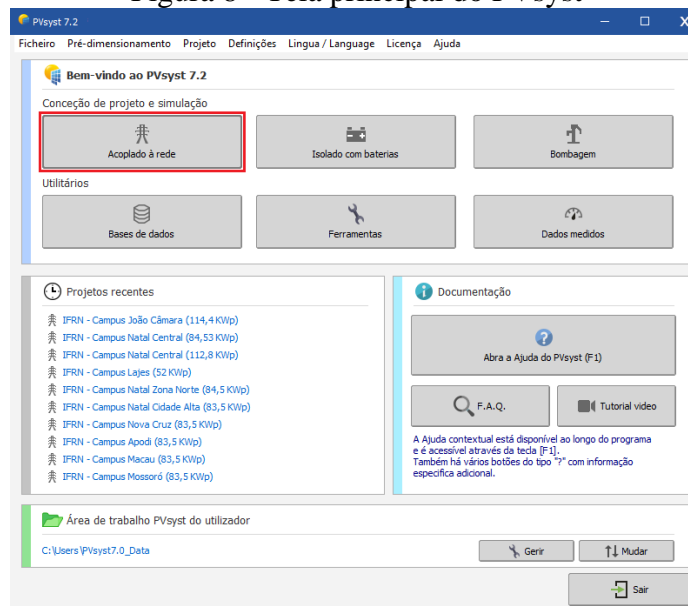 Figura 8 - Tela principal do PVsyst
PVsyst 7.2
Ficheiro Pré-dimensionamento Projeto Definições Lingua / Language Licença Ajuda
Bem-vindo ao PVsyst 7.2
Conceção de projeto e simulação
Acoplado à rede
Isolado com baterias
Bombagem
Utilitários
Bases de dados
Ferramentas
Dados medidos
Projetos recentes
IFRN - Campus João Câmara (114,4 KWp)
IFRN - Campus Natal Central (84,53 KWp)
IFRN - Campus Natal Central (112,8 KWp)
IFRN - Campus Lajes (52 KWp)
IFRN - Campus Natal Zona Norte (84,5 KWp)
IFRN - Campus Natal Cidade Alta (83,5 KWp)
IFRN - Campus Nova Cruz (83,5 KWp)
IFRN - Campus Apodi (83,5 KWp)
IFRN - Campus Macau (83,5 KWp)
IFRN - Campus Mossoró (83,5 KWp)
Documentação
Abra a Ajuda do PVsyst (F1)
F.A.Q.
Tutorial video
A Ajuda contextual está disponível ao longo do programa
e é acessível através da tecla [F1].
Também há vários botões do tipo "?" com informação
especifica adicional.
Área de trabalho PVsyst do utilizador
C:\Users\PVsyst7.0_Data
Gerir
Mudar
Sair